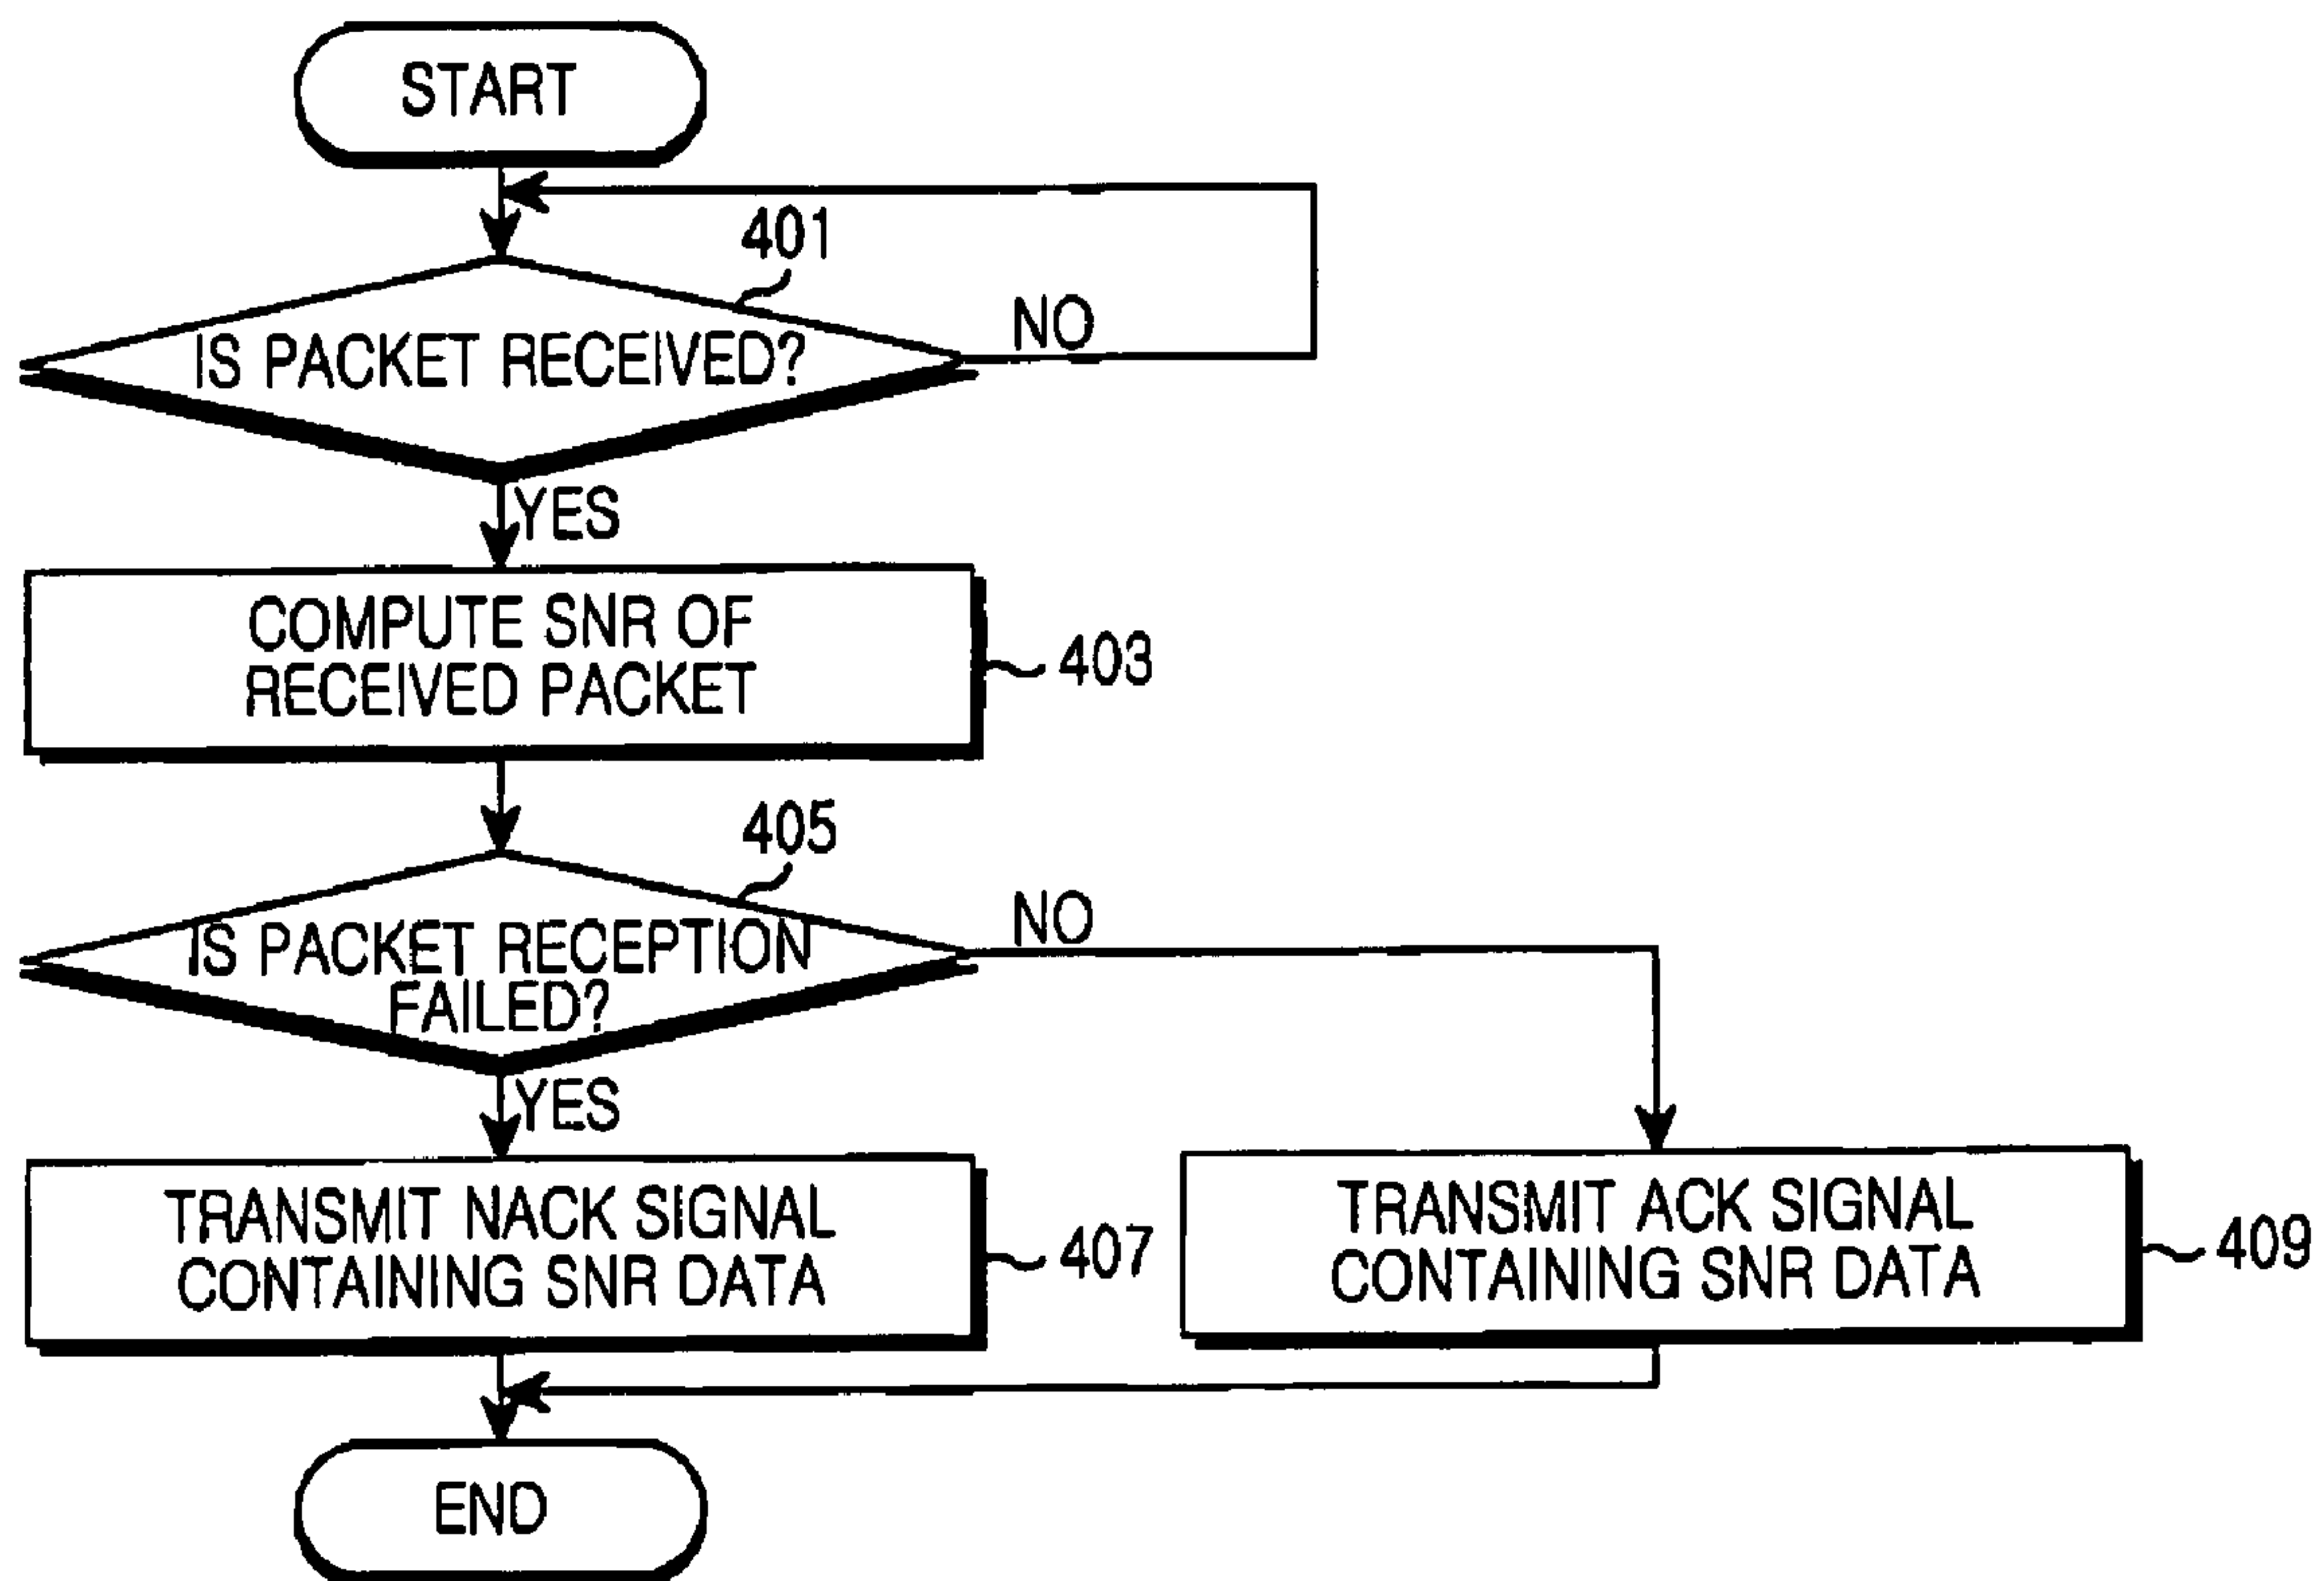 START
401
IS PACKET RECEIVED?
NO
YES
COMPUTE SNR OF
RECEIVED PACKET
403
405
IS PACKET RECEPTION
FAILED?
NO
YES
TRANSMIT NACK SIGNAL
CONTAINING SNR DATA
407
TRANSMIT ACK SIGNAL
CONTAINING SNR DATA
409
END